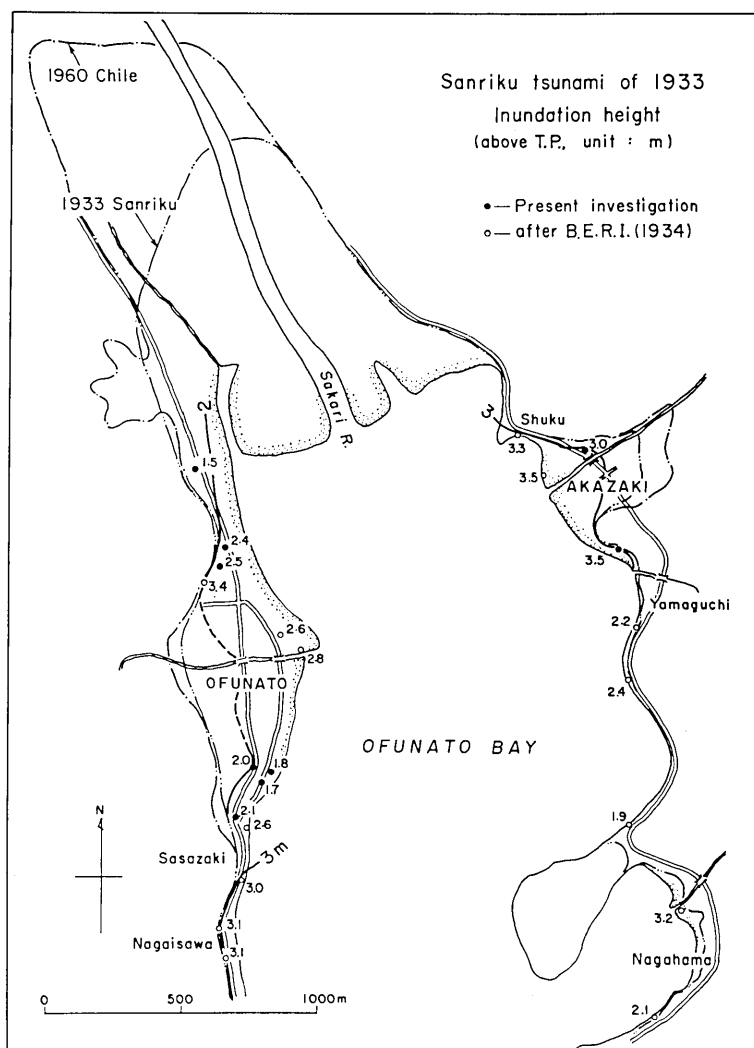 1960 Chile
Sanriku tsunami of 1933
Inundation height
(above T.P., unit : m)
1933 Sanriku
●— Present investigation
○— after B.E.R.I. (1934)
Sakari R.
2
3
Shuku
3.3
3.0
1.5
3.5
AKAZAKI
2.4
2.5
3.5
3.4
Yamaguchi
2.6
2.2
2.8
OFUNATO
2.4
OFUNATO BAY
2.0
1.8
1.7
2.1
2.6
1.9
N
Sasazaki
3m
3.0
3.2
3.1
Nagaisawa
3.1
Nagahama
0 500 1000m
2.1